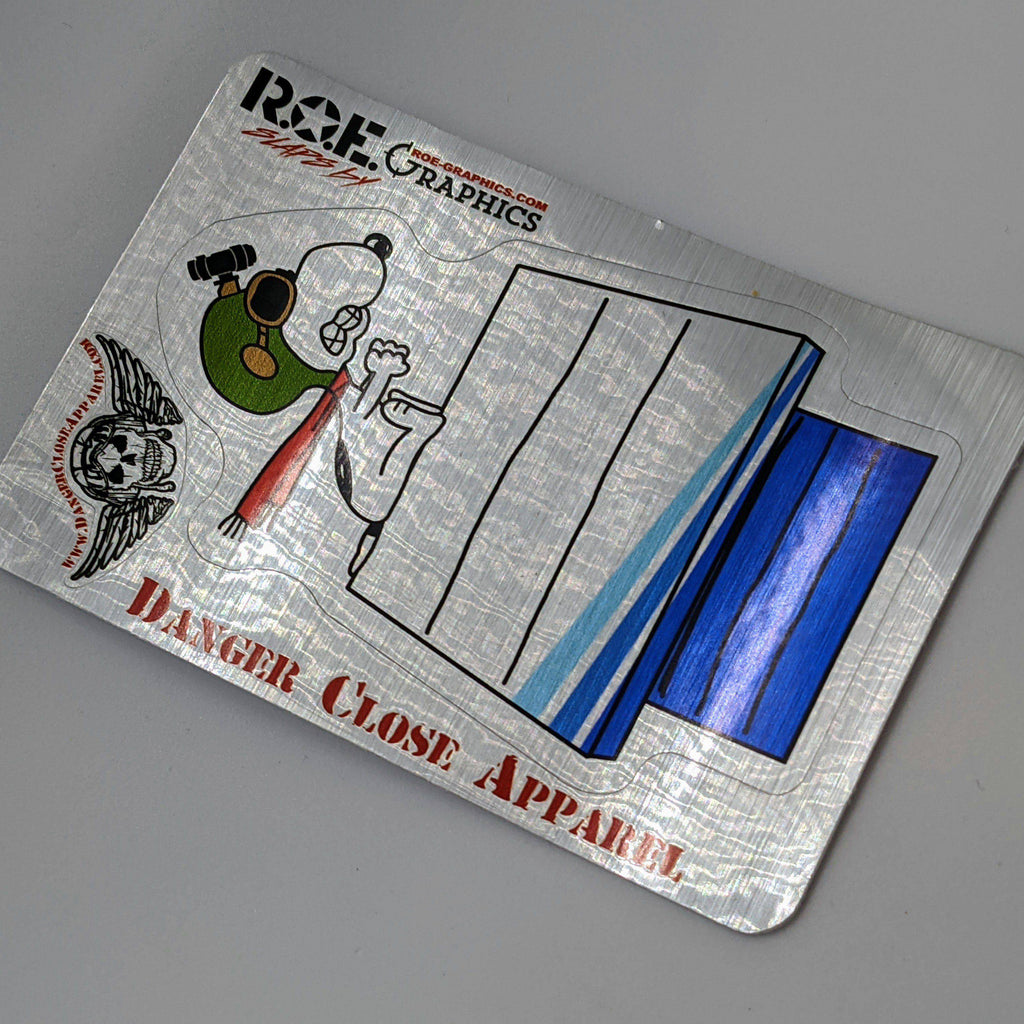 R.O.E.
SLAPS by
ROE-GRAPHICS.COM
GRAPHICS
WWW.DANGERCLOSEAPPAREL.COM
DANGER CLOSE APPAREL